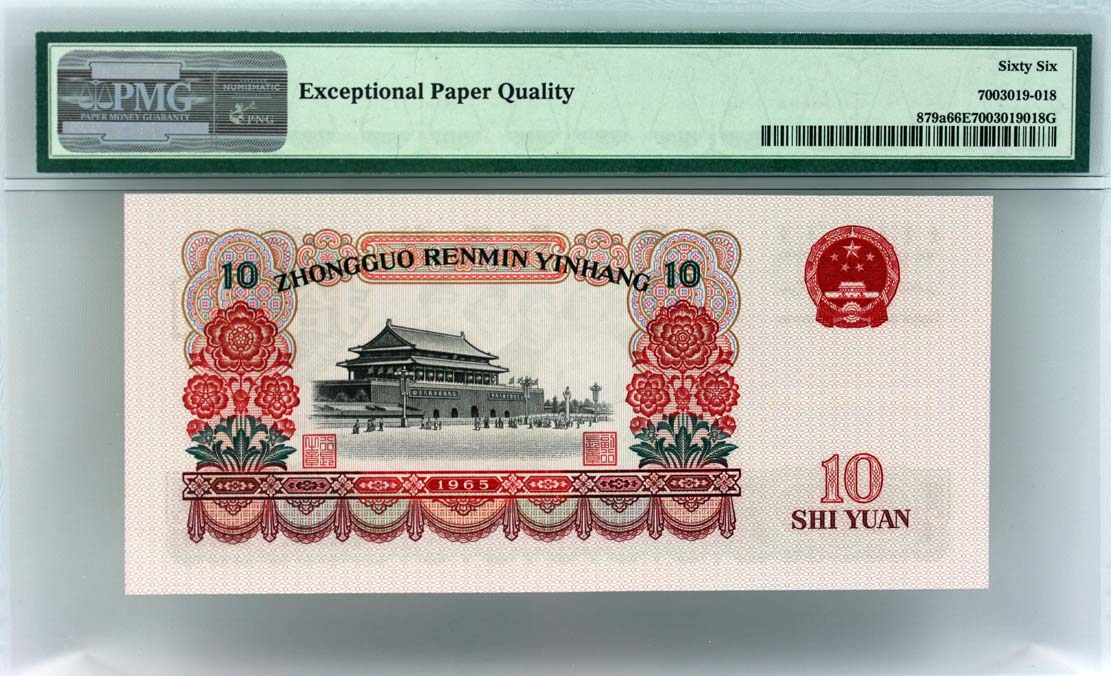 PMG
PAPER MONEY GUARANTY
NUMISMATIC
PNG
Exceptional Paper Quality
Sixty Six
7003019-018
879a66E7003019018G
10 ZHONGGUO RENMIN YINHANG 10
1965
10
SHI YUAN